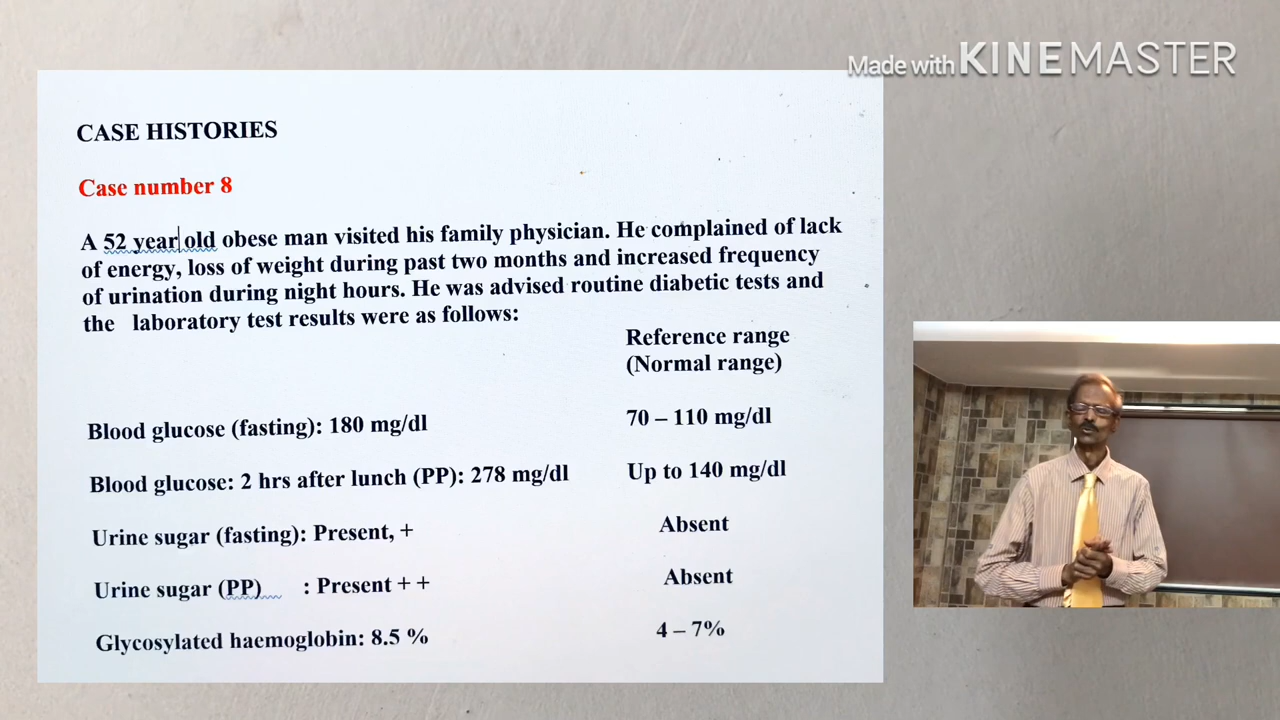 Made with KINEMASTER
CASE HISTORIES
Case number 8
A 52 year old obese man visited his family physician. He complained of lack
of energy, loss of weight during past two months and increased frequency
of urination during night hours. He was advised routine diabetic tests and
the laboratory test results were as follows:
Reference range
(Normal range)
Blood glucose (fasting): 180 mg/dl 70 – 110 mg/dl
Blood glucose: 2 hrs after lunch (PP): 278 mg/dl Up to 140 mg/dl
Urine sugar (fasting): Present, + Absent
Urine sugar (PP) : Present + + Absent
Glycosylated haemoglobin: 8.5 % 4 – 7%